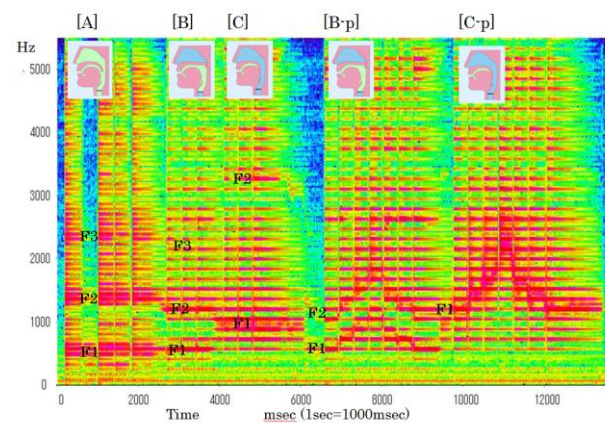 [A] [B] [C] [B-p] [C-p]
Hz
5000
4000
3000
2000
1000
0
F3
F2
F1
F3
F2
F1
F2
F1
F2
F1
F1
0 2000 4000 6000 8000 10000 12000
Time msec (1sec=1000msec)